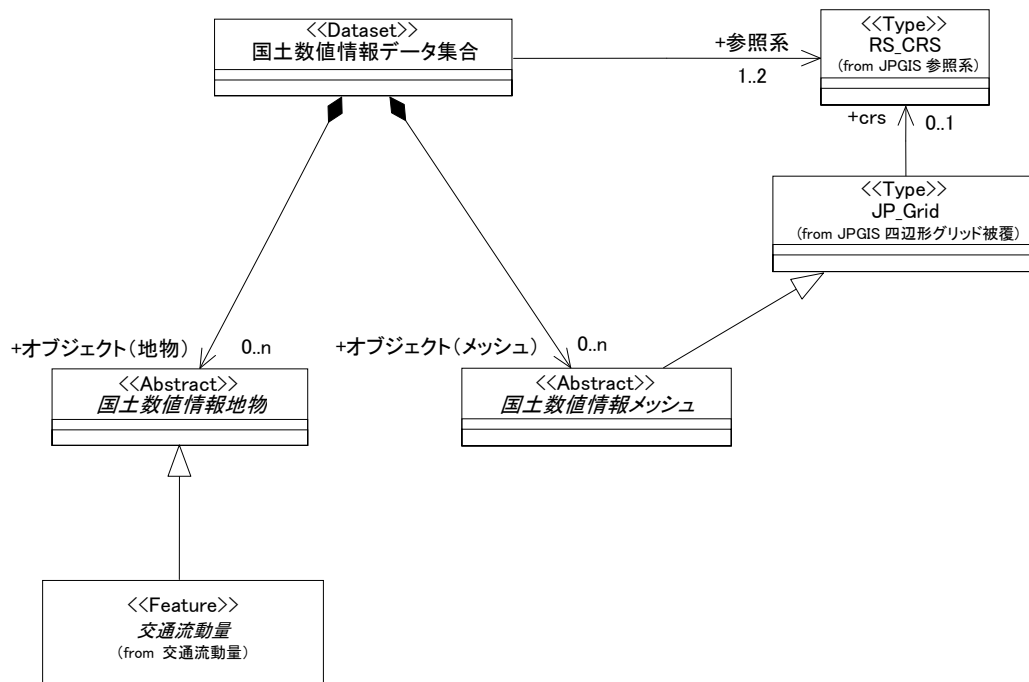 <<Dataset>>
国土数値情報データ集合
+参照系
1..2
<<Type>>
RS_CRS
(from JPGIS 参照系)
+crs
0..1
<<Type>>
JP_Grid
(from JPGIS 四辺形グリッド被覆)
+オブジェクト(地物)
0..n
+オブジェクト(メッシュ)
0..n
<<Abstract>>
国土数値情報地物
<<Abstract>>
国土数値情報メッシュ
<<Feature>>
交通流動量
(from 交通流動量)